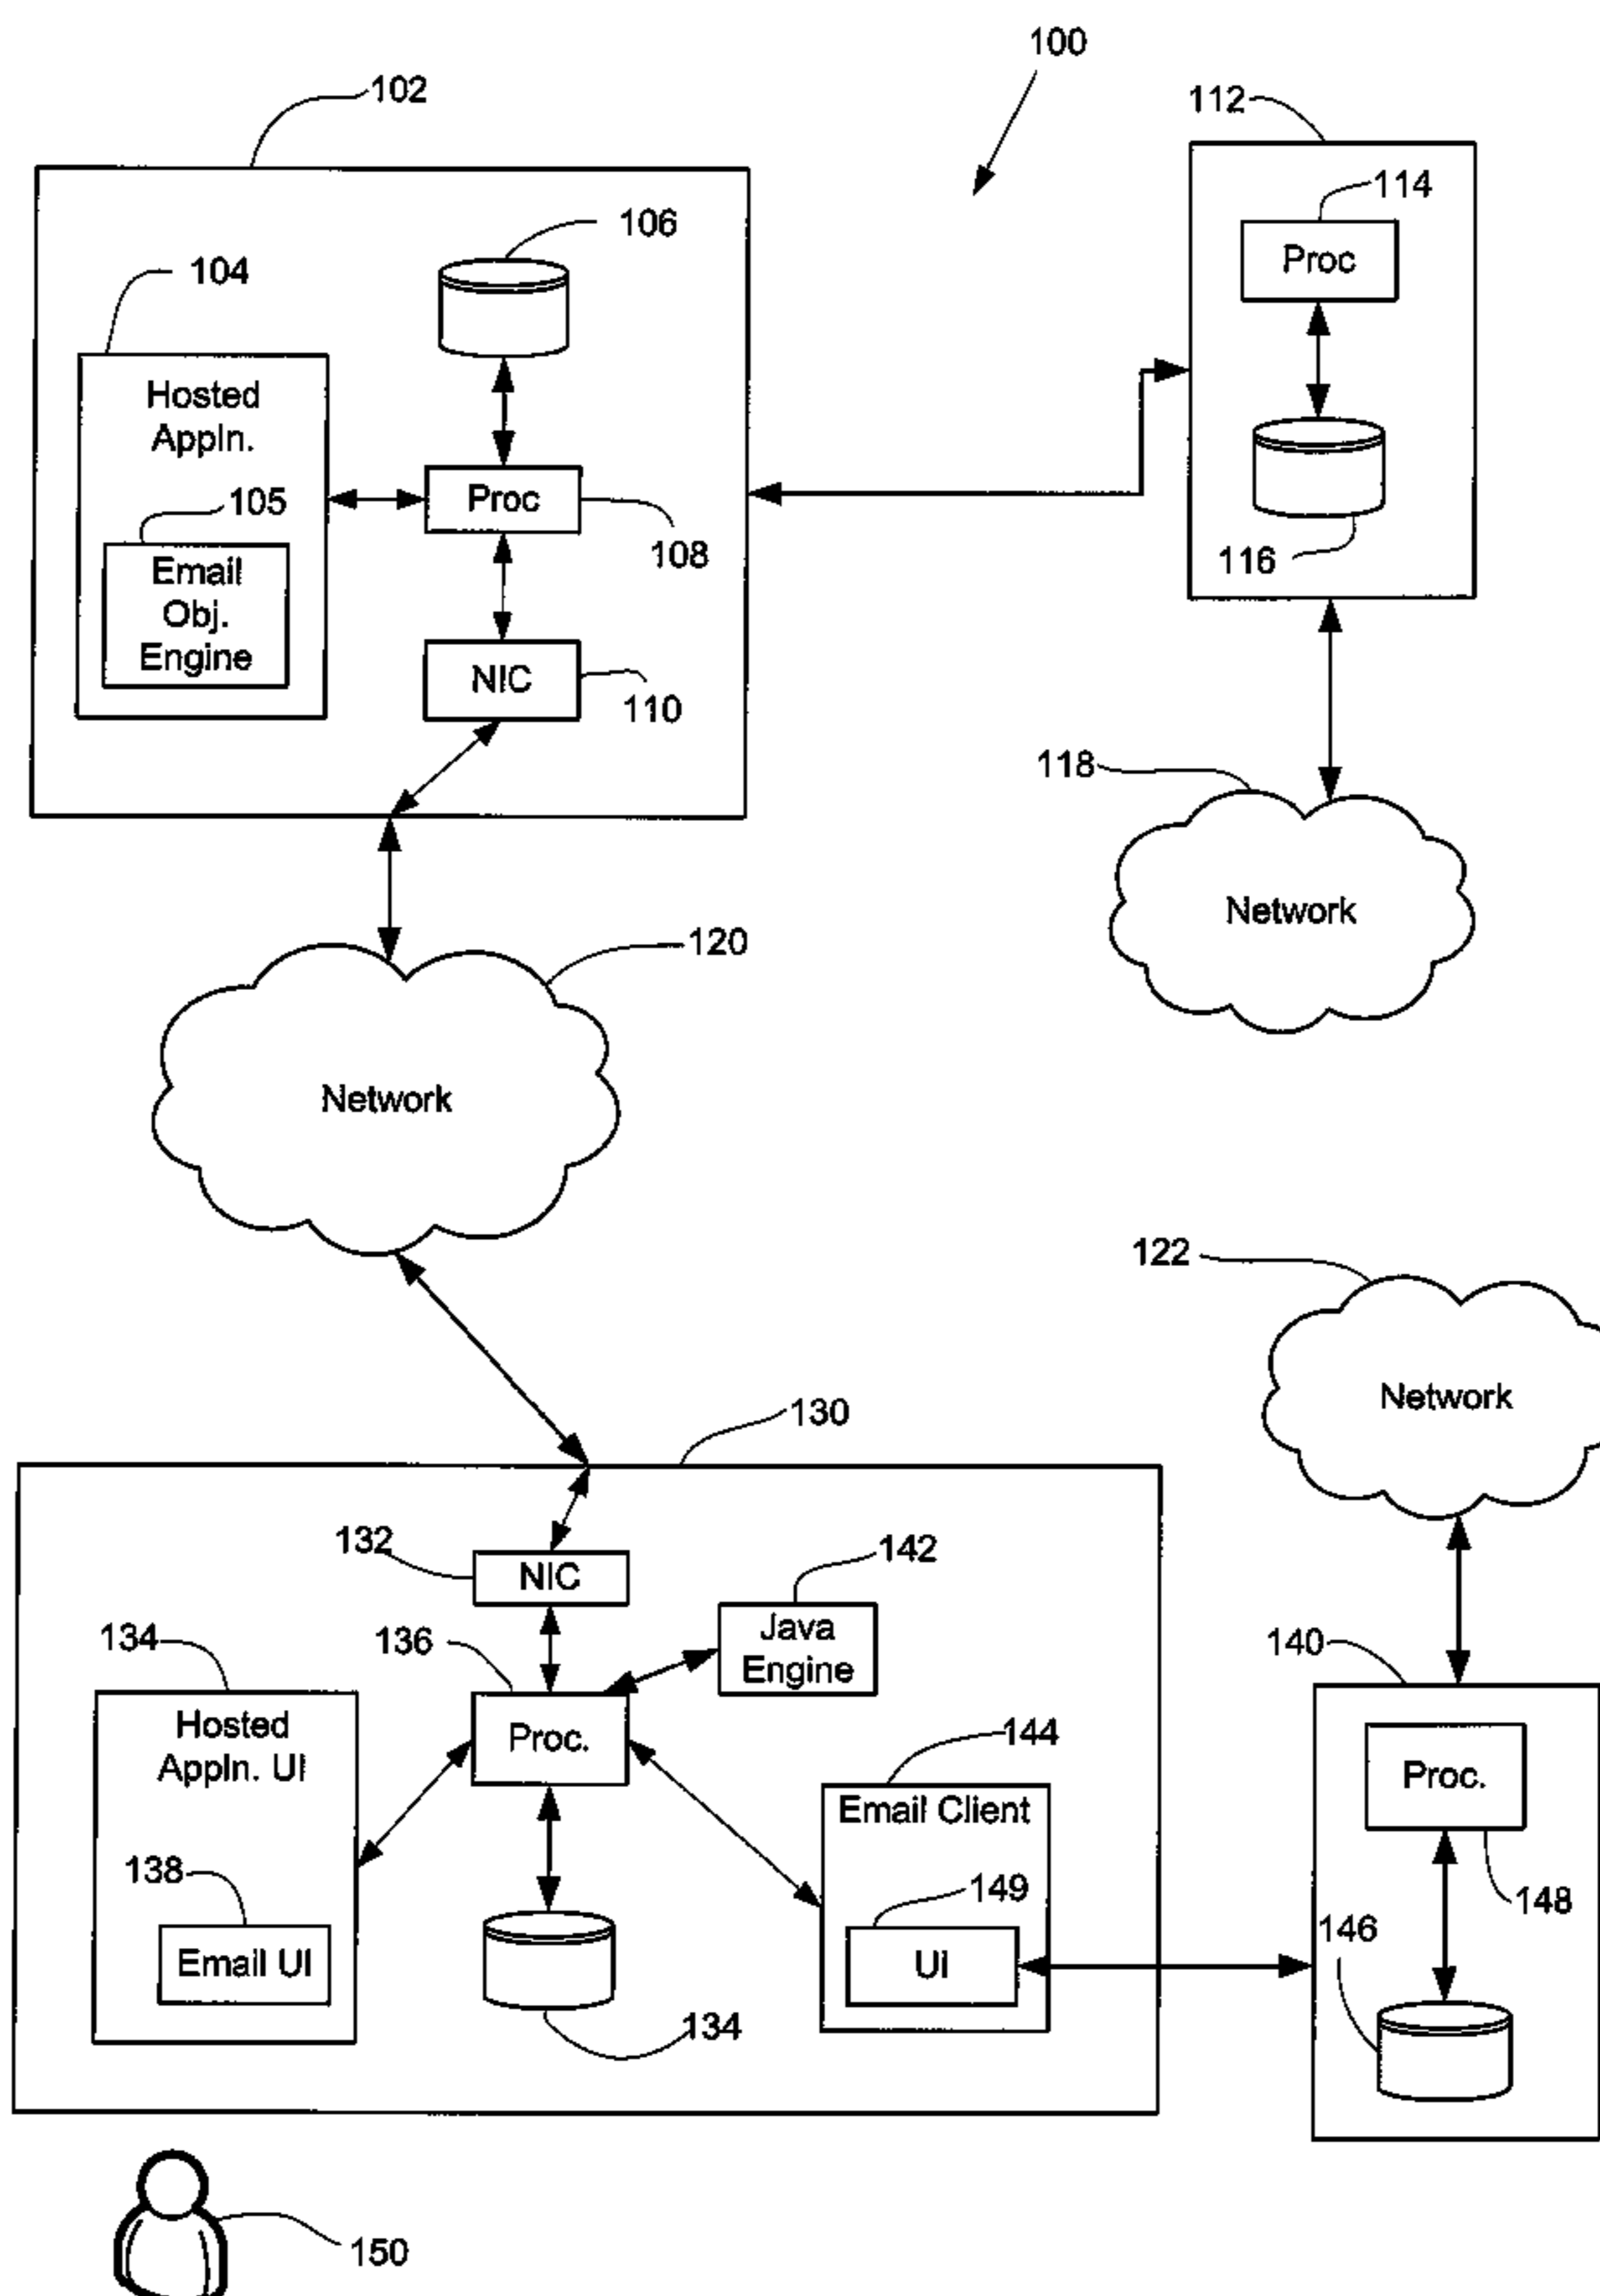 100
102
112
114
Proc
106
104
Hosted
Appln.
105
Email
Obj.
Engine
Proc
108
116
NIC
110
118
Network
120
Network
122
Network
130
132
NIC
142
Java
Engine
134
136
140
Hosted
Appln. UI
Proc.
144
Proc.
Email Client
138
149
148
146
Email UI
UI
134
150